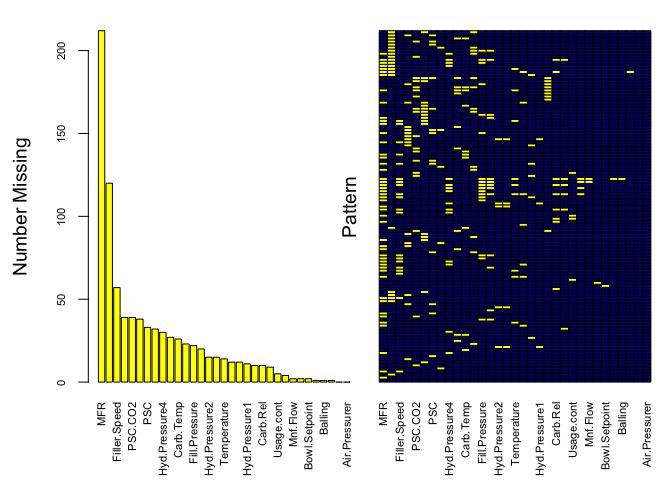 Number Missing
0
50
100
150
200
MFR
Filler.Speed
PSC.CO2
PSC
Hyd.Pressure4
Carb.Temp
Fill.Pressure
Hyd.Pressure2
Temperature
Hyd.Pressure1
Carb.Rel
Usage.cont
Mnf.Flow
Bowl.Setpoint
Balling
Air.Pressurer
Pattern
MFR
Filler.Speed
PSC.CO2
PSC
Hyd.Pressure4
Carb.Temp
Fill.Pressure
Hyd.Pressure2
Temperature
Hyd.Pressure1
Carb.Rel
Usage.cont
Mnf.Flow
Bowl.Setpoint
Balling
Air.Pressurer